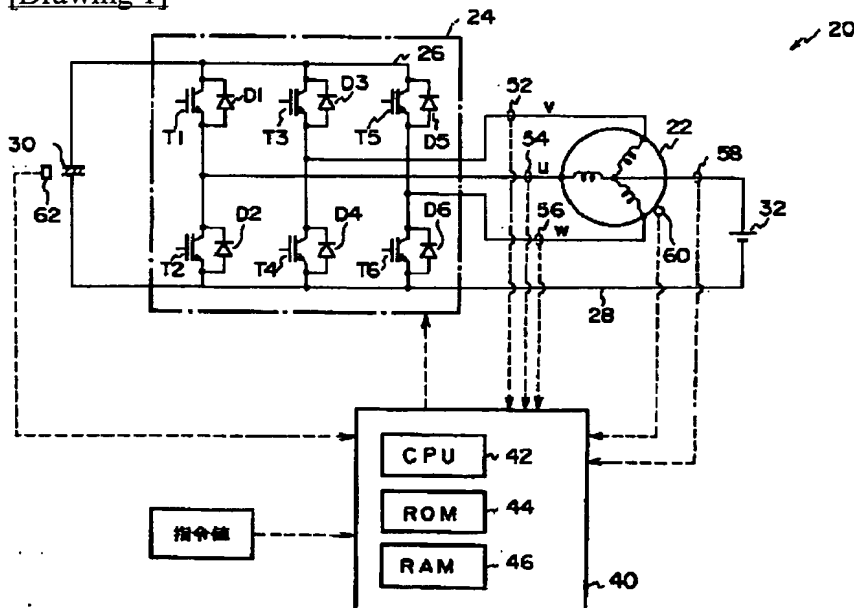 [Drawing 1]
24
20
26
D1
D3
52
v
T1
T3
T5
D5
22
30
54
58
u
62
56
32
D2
D4
D6
w
60
T2
T4
T6
28
CPU
42
ROM
44
指令値
RAM
46
40